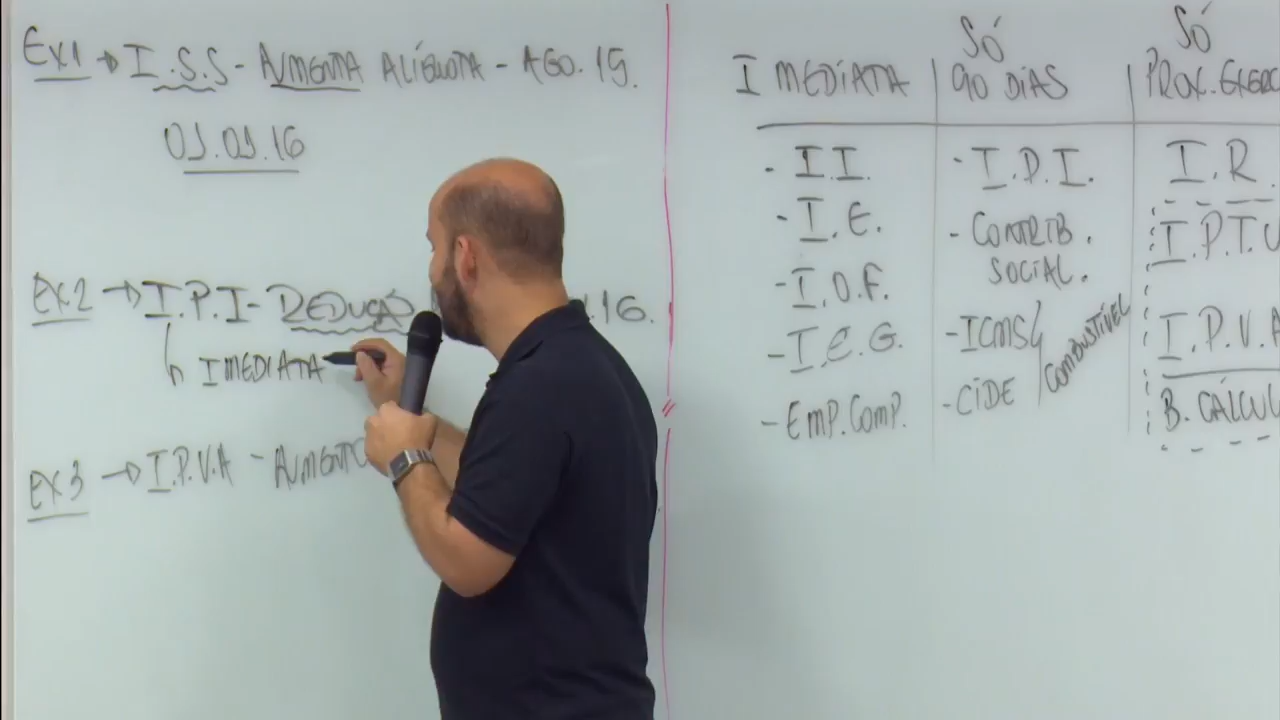 Ex1 → I.S.S - AUMENTA ALÍQUOTA - AGO. 15.
01.01.16
EX2 → I.P.I - REDUÇÃO .16.
↳ IMEDIATA
EX3 → I.P.V.A - AUMENTO
IMEDIATA
- I.I.
- I.E.
- I.O.F.
- I.E.G.
- EMP. COMP.
SÓ
90 DIAS
- I.P.I.
- CONTRIB.
SOCIAL.
- ICMS
- CIDE
COMBUSTÍVEL
SÓ
PRÓX. EXERC
I.R.
I.P.T.U
I.P.V.A
B. CÁLCUL